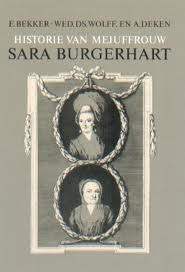 E. BEKKER - WED. DS. WOLFF, EN A. DEKEN
HISTORIE VAN MEJUFFROUW
SARA BURGERHART